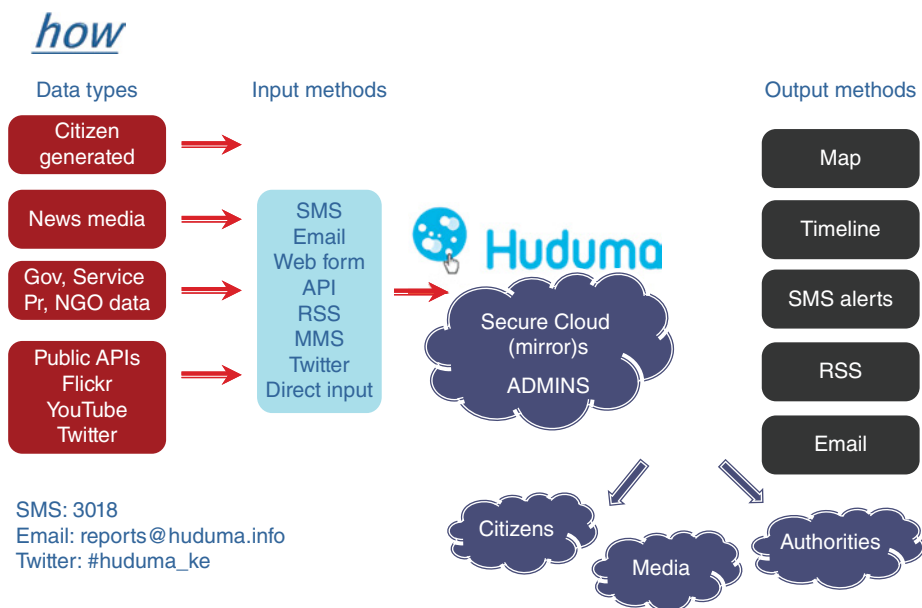 how
Data types
Citizen
generated
News media
Gov, Service
Pr, NGO data
Public APIs
Flickr
YouTube
Twitter
Input methods
SMS
Email
Web form
API
RSS
MMS
Twitter
Direct input
Huduma
Secure Cloud
(mirror)s
ADMINS
Citizens
Media
Authorities
Output methods
Map
Timeline
SMS alerts
RSS
Email
SMS: 3018
Email: reports@huduma.info
Twitter: #huduma_ke